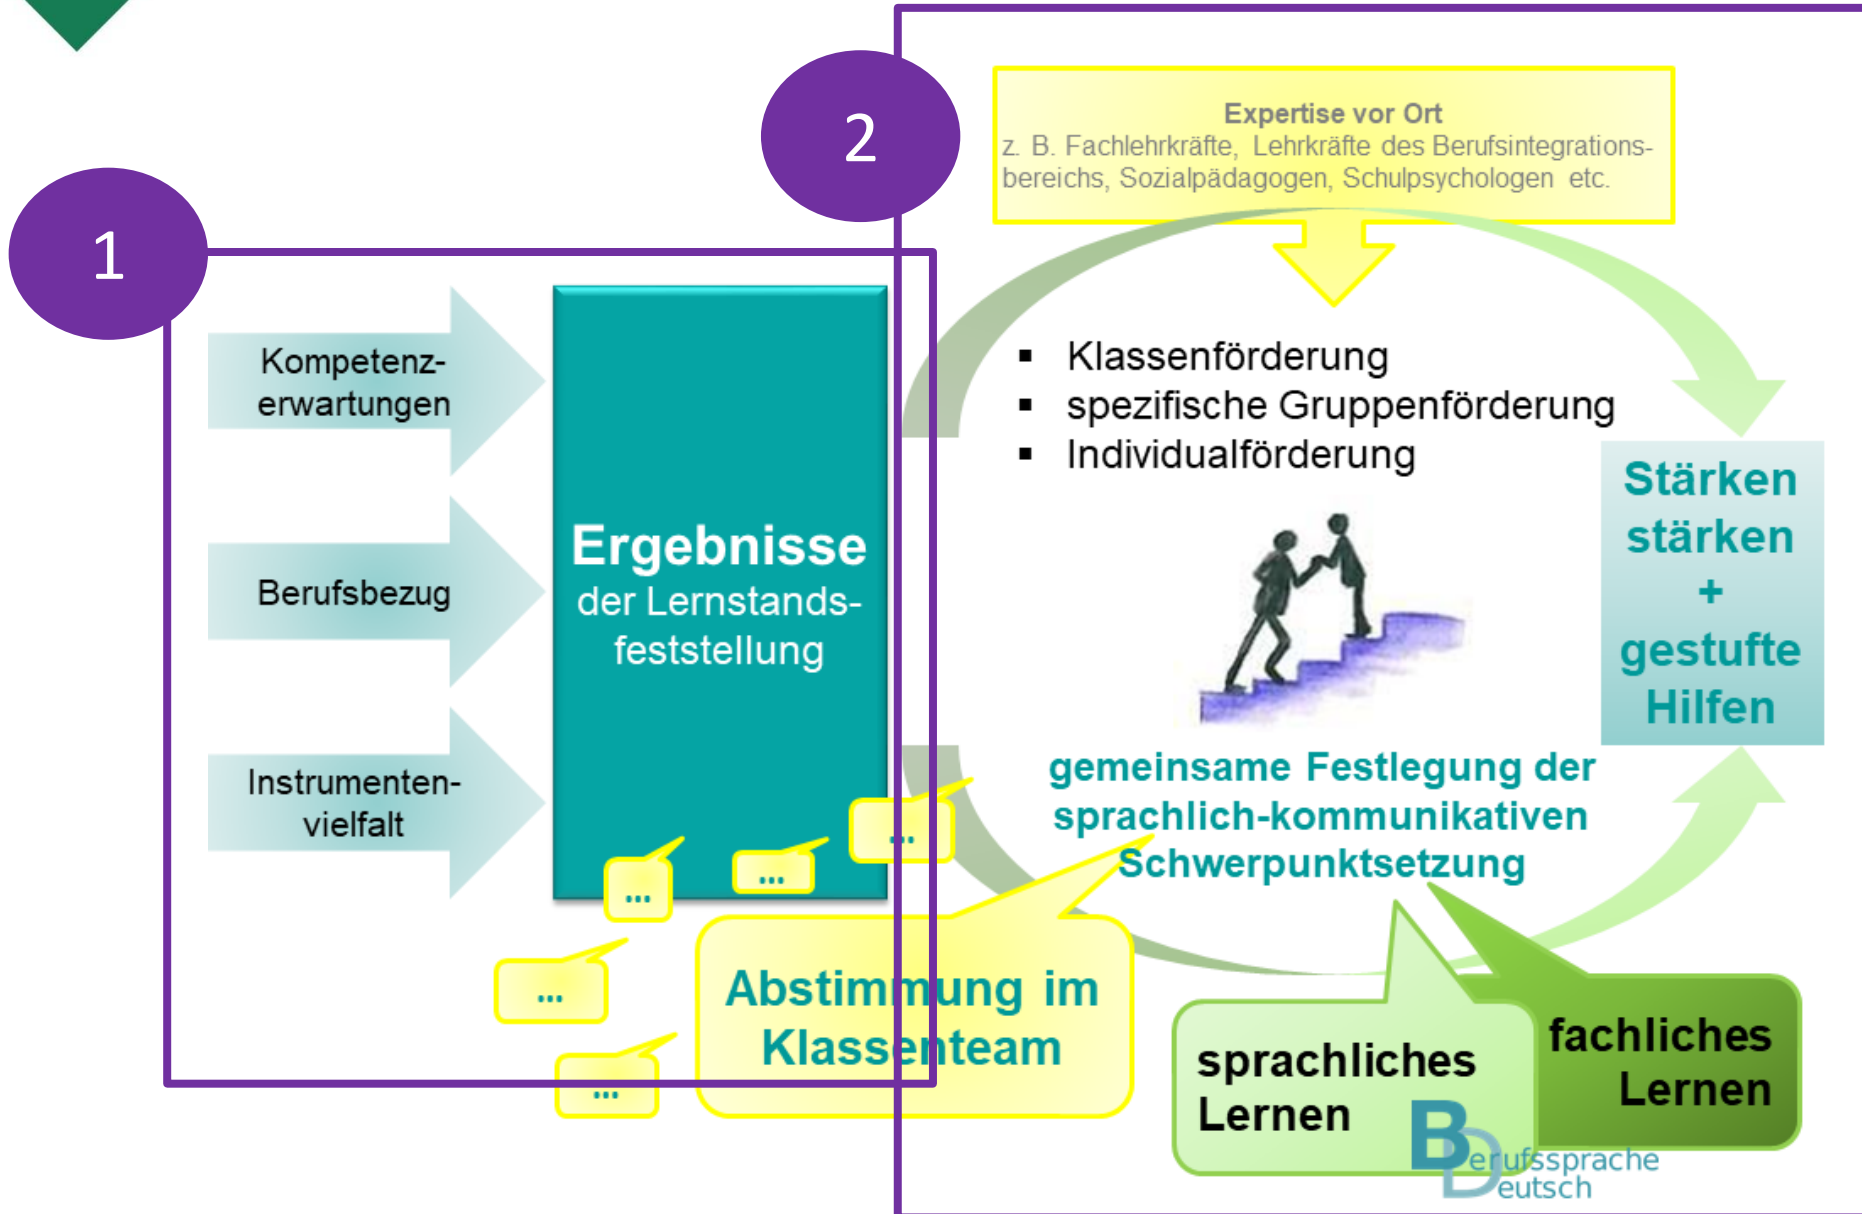 1
2
Expertise vor Ort
z. B. Fachlehrkräfte, Lehrkräfte des Berufsintegrations-
bereichs, Sozialpädagogen, Schulpsychologen etc.
Kompetenz-
erwartungen
Berufsbezug
Instrumenten-
vielfalt
Ergebnisse
der Lernstands-
feststellung
▪ Klassenförderung
▪ spezifische Gruppenförderung
▪ Individualförderung
Stärken
stärken
+
gestufte
Hilfen
gemeinsame Festlegung der
sprachlich-kommunikativen
Schwerpunktsetzung
...
...
...
...
...
Abstimmung im
Klassenteam
sprachliches
Lernen
fachliches
Lernen
Berufssprache
Deutsch